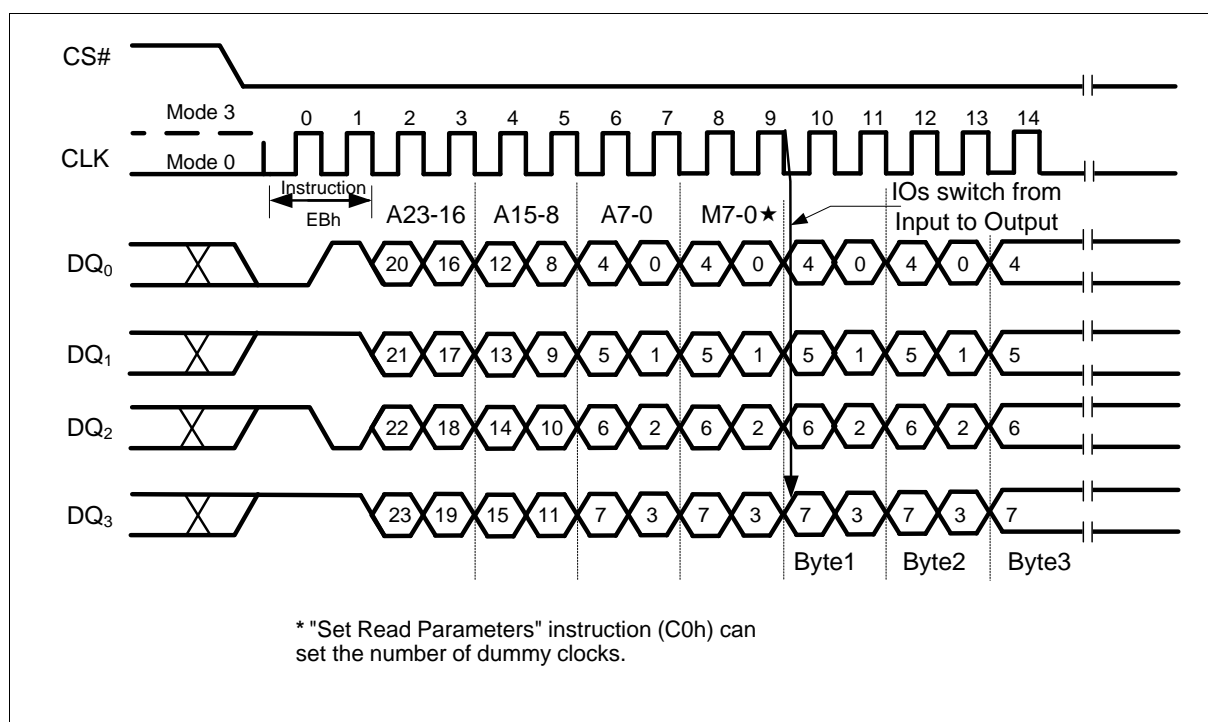 CS#
Mode 3
0 1 2 3 4 5 6 7 8 9 10 11 12 13 14
CLK
Mode 0
Instruction
EBh
A23-16 A15-8 A7-0 M7-0★
IOs switch from
Input to Output
DQ0
20 16 12 8 4 0 4 0 4 0 4 0 4
DQ1
21 17 13 9 5 1 5 1 5 1 5 1 5
DQ2
22 18 14 10 6 2 6 2 6 2 6 2 6
DQ3
23 19 15 11 7 3 7 3 7 3 7 3 7
Byte1 Byte2 Byte3
* "Set Read Parameters" instruction (C0h) can
set the number of dummy clocks.